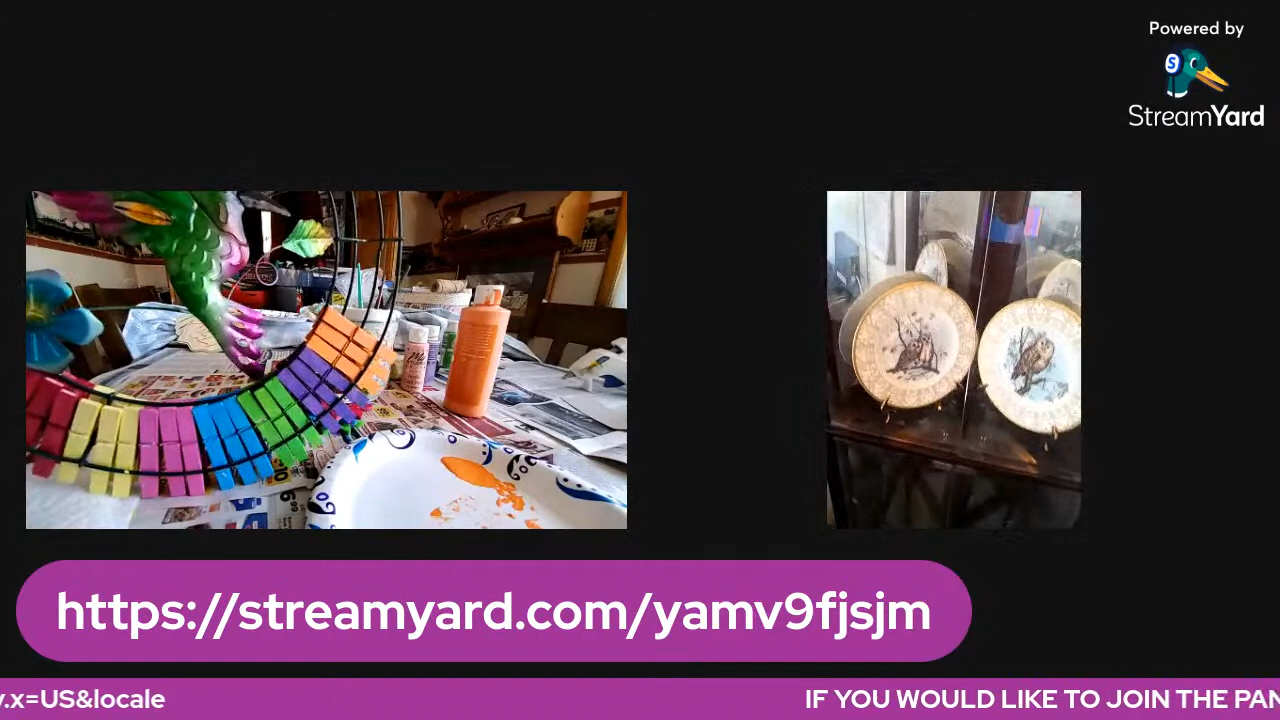 Powered by
S
StreamYard
https://streamyard.com/yamv9fjsjm
y.x=US&locale
IF YOU WOULD LIKE TO JOIN THE PAN